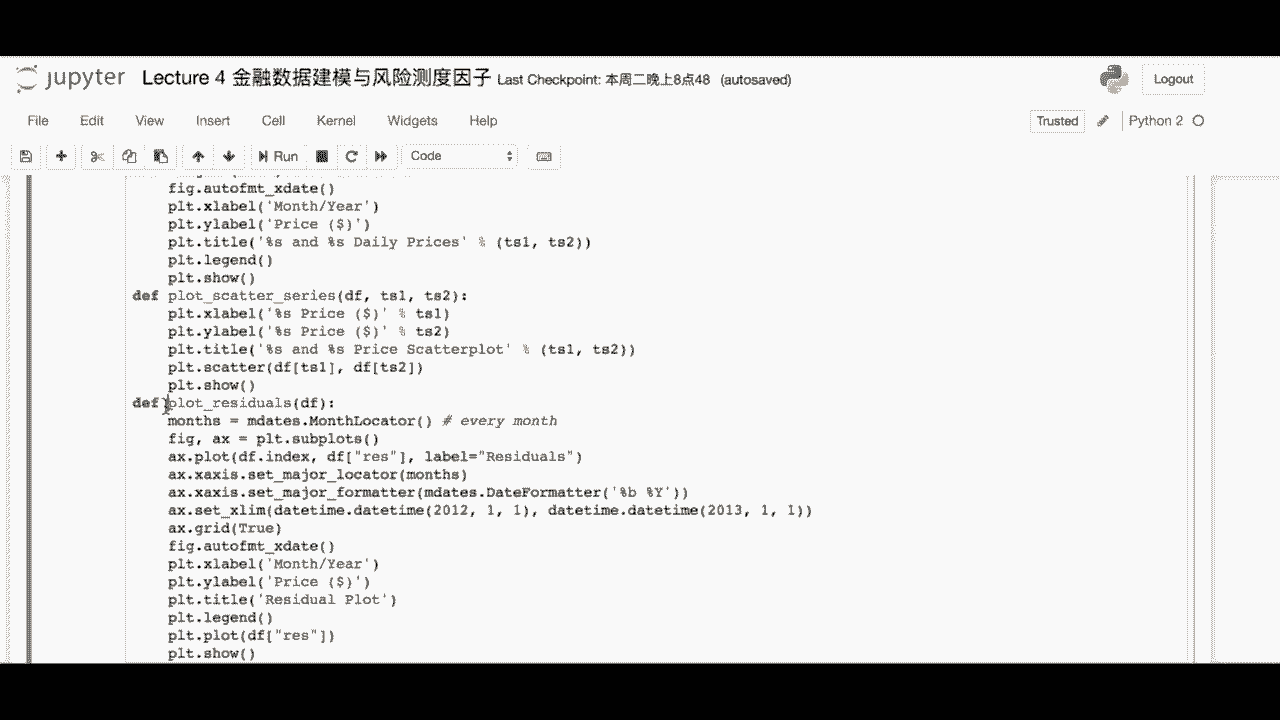 jupyter Lecture 4 金融数据建模与风险测度因子 Last Checkpoint: 本周二晚上8点48 (autosaved) Logout
File Edit View Insert Cell Kernel Widgets Help Trusted Python 2
Run Code
fig.autofmt_xdate()
plt.xlabel('Month/Year')
plt.ylabel('Price ($)')
plt.title('%s and %s Daily Prices' % (ts1, ts2))
plt.legend()
plt.show()
def plot_scatter_series(df, ts1, ts2):
plt.xlabel('%s Price ($)' % ts1)
plt.ylabel('%s Price ($)' % ts2)
plt.title('%s and %s Price Scatterplot' % (ts1, ts2))
plt.scatter(df[ts1], df[ts2])
plt.show()
def plot_residuals(df):
months = mdates.MonthLocator() # every month
fig, ax = plt.subplots()
ax.plot(df.index, df["res"], label="Residuals")
ax.xaxis.set_major_locator(months)
ax.xaxis.set_major_formatter(mdates.DateFormatter('%b %Y'))
ax.set_xlim(datetime.datetime(2012, 1, 1), datetime.datetime(2013, 1, 1))
ax.grid(True)
fig.autofmt_xdate()
plt.xlabel('Month/Year')
plt.ylabel('Price ($)')
plt.title('Residual Plot')
plt.legend()
plt.plot(df["res"])
plt.show()